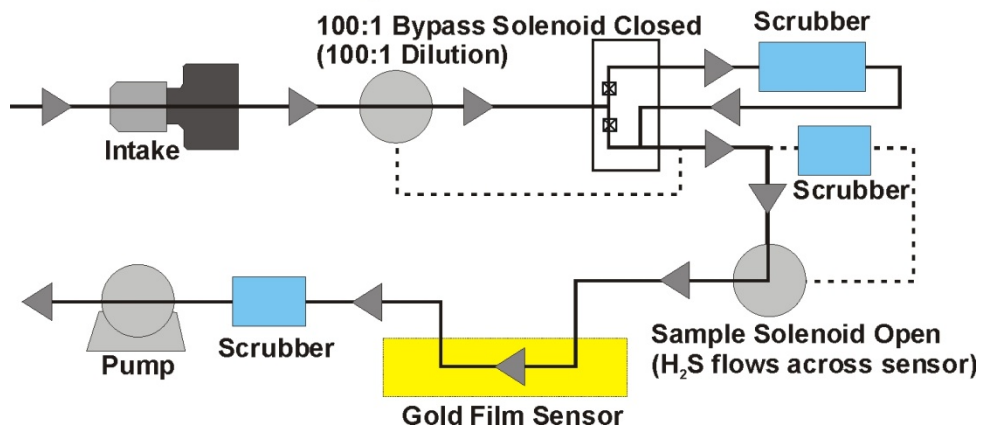 100:1 Bypass Solenoid Closed
(100:1 Dilution)
Scrubber
Intake
Scrubber
Pump
Scrubber
Sample Solenoid Open
(H₂S flows across sensor)
Gold Film Sensor